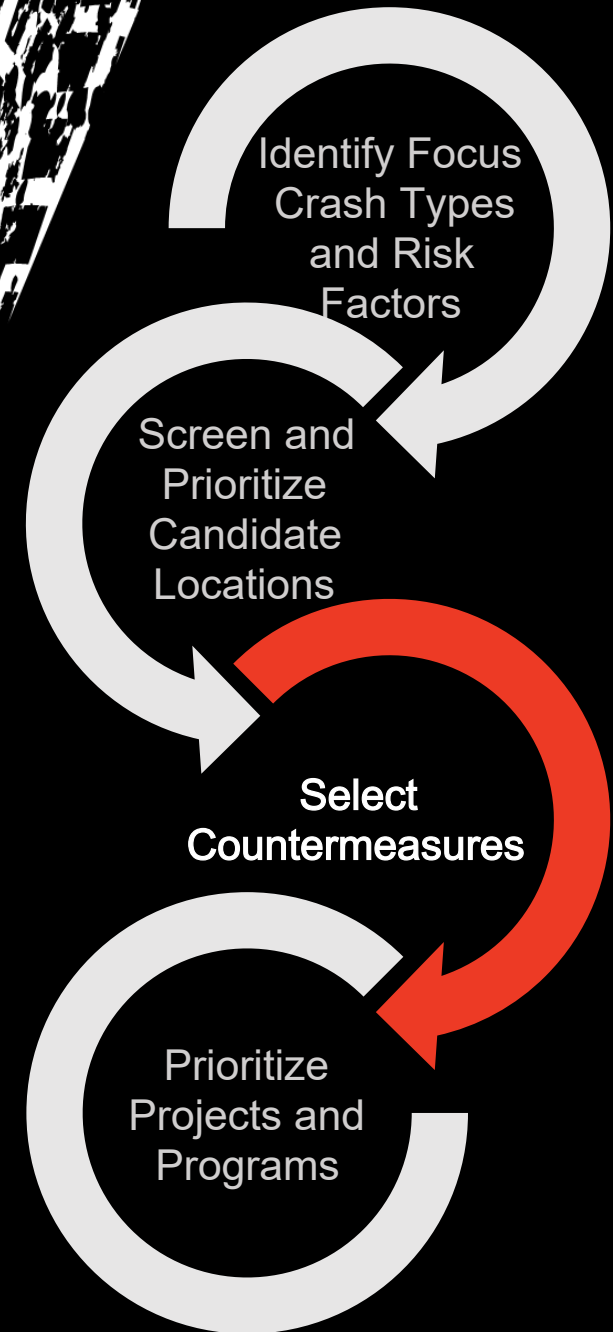 Identify Focus
Crash Types
and Risk
Factors
Screen and
Prioritize
Candidate
Locations
Select
Countermeasures
Prioritize
Projects and
Programs